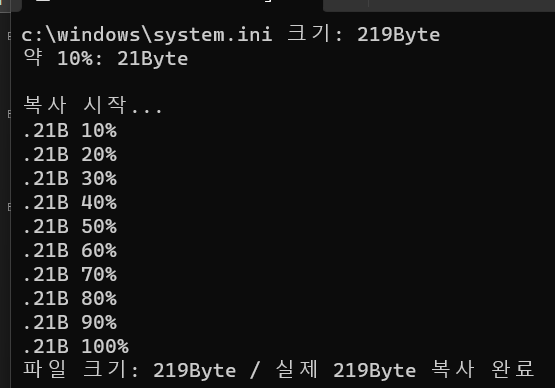 c:\windows\system.ini 크기: 219Byte
약 10%: 21Byte
복사 시작...
.21B 10%
.21B 20%
.21B 30%
.21B 40%
.21B 50%
.21B 60%
.21B 70%
.21B 80%
.21B 90%
.21B 100%
파일 크기: 219Byte / 실제 219Byte 복사 완료